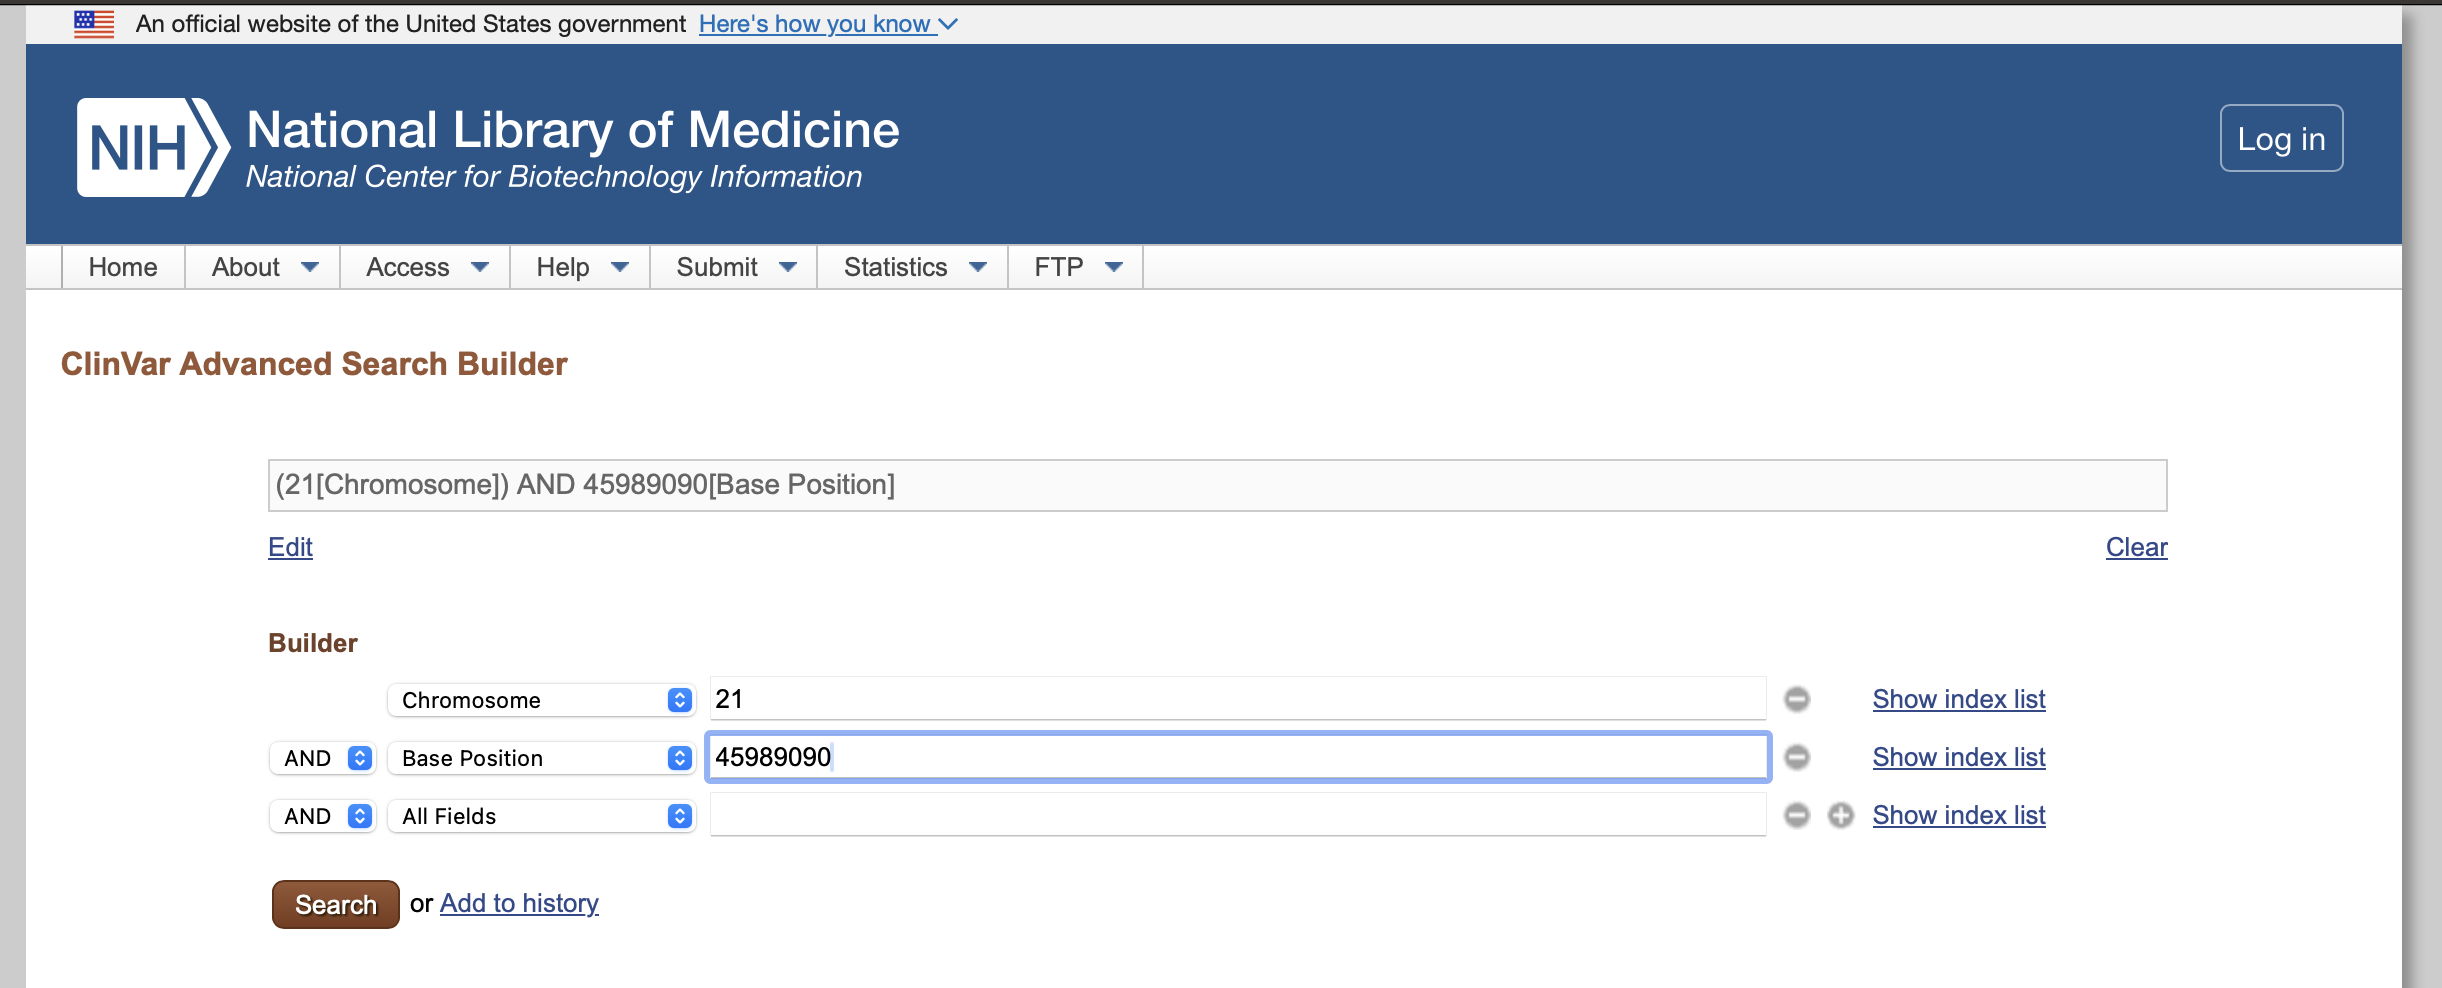 An official website of the United States government Here's how you know
NIH National Library of Medicine
National Center for Biotechnology Information
Log in
Home About Access Help Submit Statistics FTP
ClinVar Advanced Search Builder
(21[Chromosome]) AND 45989090[Base Position]
Edit Clear
Builder
Chromosome 21 Show index list
AND Base Position 45989090 Show index list
AND All Fields Show index list
Search or Add to history